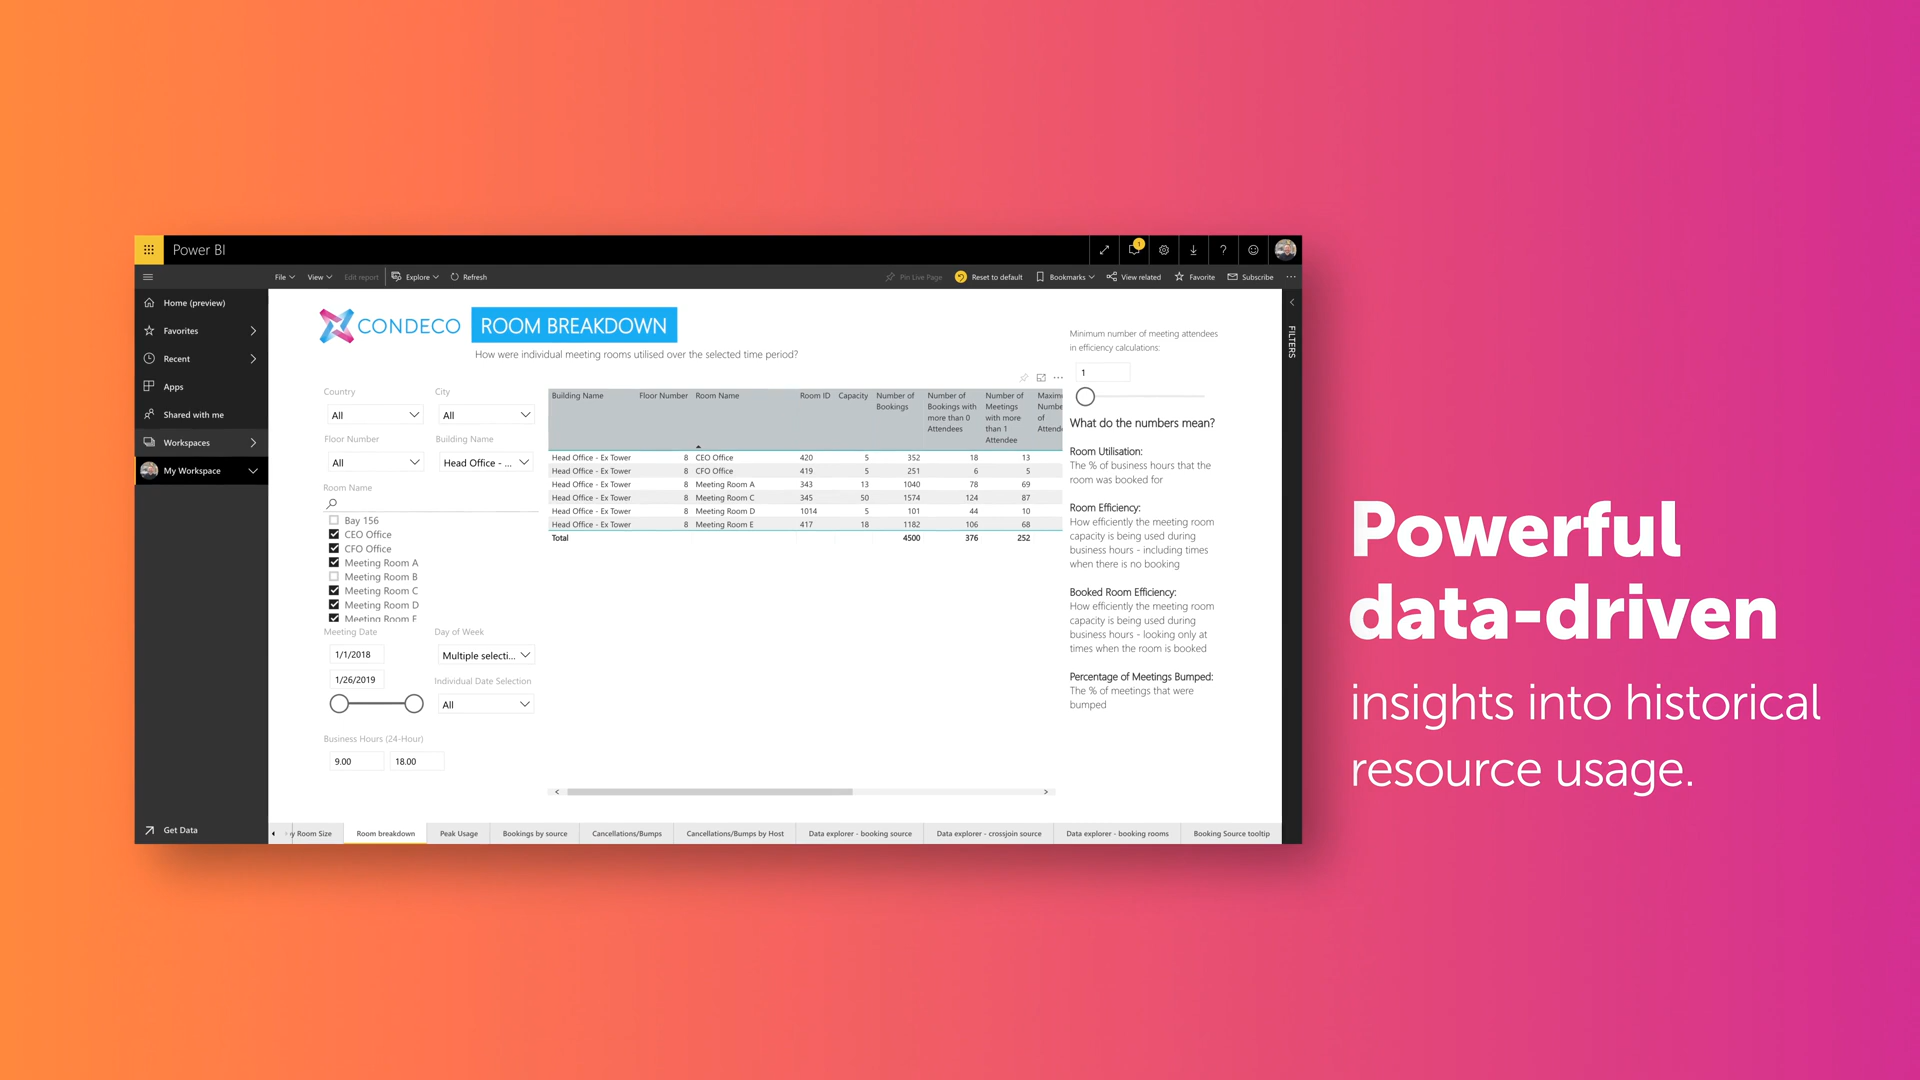 Power BI
1
File
View
Edit report
Explore
Refresh
Pin Live Page
Reset to default
Bookmarks
View related
Favorite
Subscribe
Home (preview)
Favorites
Recent
Apps
Shared with me
Workspaces
My Workspace
Get Data
CONDECO
ROOM BREAKDOWN
How were individual meeting rooms utilised over the selected time period?
Country
City
All
All
Floor Number
Building Name
All
Head Office - ...
Room Name
Bay 156
CEO Office
CFO Office
Meeting Room A
Meeting Room B
Meeting Room C
Meeting Room D
Meeting Room E
Meeting Date
Day of Week
1/1/2018
Multiple selecti...
1/26/2019
Individual Date Selection
All
Business Hours (24-Hour)
9.00 18.00
Building Name Floor Number Room Name Room ID Capacity Number of Number of Number of Maxim
Bookings Bookings with Meetings Numbe
more than 0 with more of
Attendees than 1 Attend
Attendee
Head Office - Ex Tower 8 CEO Office 420 5 352 18 13
Head Office - Ex Tower 8 CFO Office 419 5 251 6 5
Head Office - Ex Tower 8 Meeting Room A 343 13 1040 78 69
Head Office - Ex Tower 8 Meeting Room C 345 50 1574 124 87
Head Office - Ex Tower 8 Meeting Room D 1014 5 101 44 10
Head Office - Ex Tower 8 Meeting Room E 417 18 1182 106 68
Total 4500 376 252
Minimum number of meeting attendees
in efficiency calculations:
1
What do the numbers mean?
Room Utilisation:
The % of business hours that the
room was booked for
Room Efficiency:
How efficiently the meeting room
capacity is being used during
business hours - including times
when there is no booking
Booked Room Efficiency:
How efficiently the meeting room
capacity is being used during
business hours - looking only at
times when the room is booked
Percentage of Meetings Bumped:
The % of meetings that were
bumped
FILTERS
y Room Size
Room breakdown
Peak Usage
Bookings by source
Cancellations/Bumps
Cancellations/Bumps by Host
Data explorer - booking source
Data explorer - crossjoin source
Data explorer - booking rooms
Booking Source tooltip
Powerful
data-driven
insights into historical
resource usage.